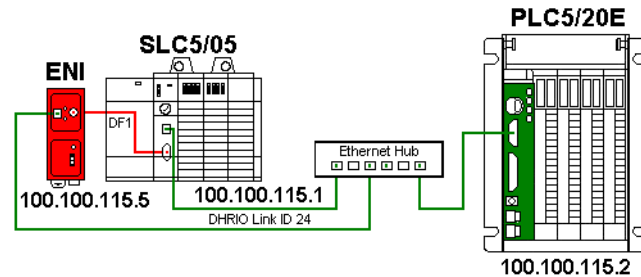 PLC5/20E
SLC5/05
ENI
DF1
Ethernet Hub
100.100.115.5
100.100.115.1
DHRIO Link ID 24
100.100.115.2